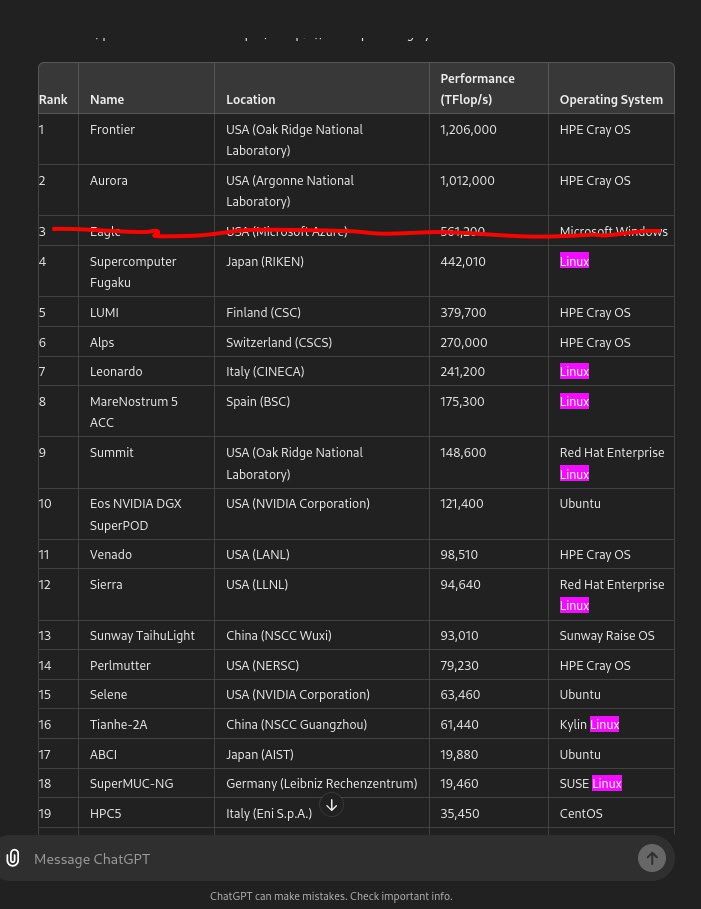 Rank Name Location Performance (TFlop/s) Operating System
1 Frontier USA (Oak Ridge National Laboratory) 1,206,000 HPE Cray OS
2 Aurora USA (Argonne National Laboratory) 1,012,000 HPE Cray OS
3 Eagle USA (Microsoft Azure) 561,200 Microsoft Windows
4 Supercomputer Fugaku Japan (RIKEN) 442,010 Linux
5 LUMI Finland (CSC) 379,700 HPE Cray OS
6 Alps Switzerland (CSCS) 270,000 HPE Cray OS
7 Leonardo Italy (CINECA) 241,200 Linux
8 MareNostrum 5 ACC Spain (BSC) 175,300 Linux
9 Summit USA (Oak Ridge National Laboratory) 148,600 Red Hat Enterprise Linux
10 Eos NVIDIA DGX SuperPOD USA (NVIDIA Corporation) 121,400 Ubuntu
11 Venado USA (LANL) 98,510 HPE Cray OS
12 Sierra USA (LLNL) 94,640 Red Hat Enterprise Linux
13 Sunway TaihuLight China (NSCC Wuxi) 93,010 Sunway Raise OS
14 Perlmutter USA (NERSC) 79,230 HPE Cray OS
15 Selene USA (NVIDIA Corporation) 63,460 Ubuntu
16 Tianhe-2A China (NSCC Guangzhou) 61,440 Kylin Linux
17 ABCI Japan (AIST) 19,880 Ubuntu
18 SuperMUC-NG Germany (Leibniz Rechenzentrum) 19,460 SUSE Linux
19 HPC5 Italy (Eni S.p.A.) 35,450 CentOS
Message ChatGPT
ChatGPT can make mistakes. Check important info.